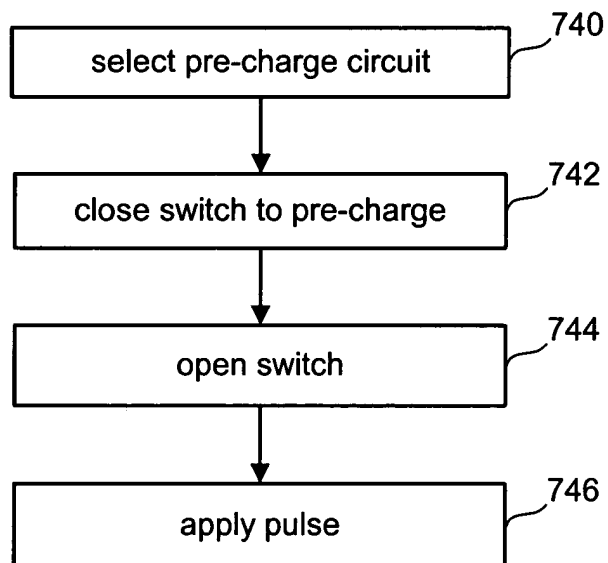 740
select pre-charge circuit
742
close switch to pre-charge
744
open switch
746
apply pulse